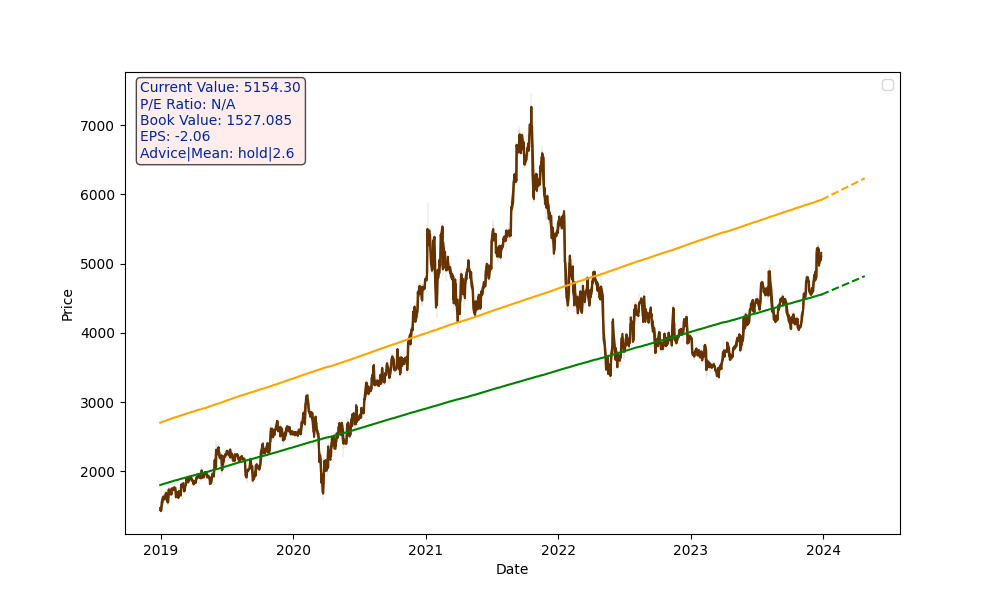 Current Value: 5154.30
P/E Ratio: N/A
Book Value: 1527.085
EPS: -2.06
Advice|Mean: hold|2.6
7000
6000
5000
4000
3000
2000
Price
2019 2020 2021 2022 2023 2024
Date